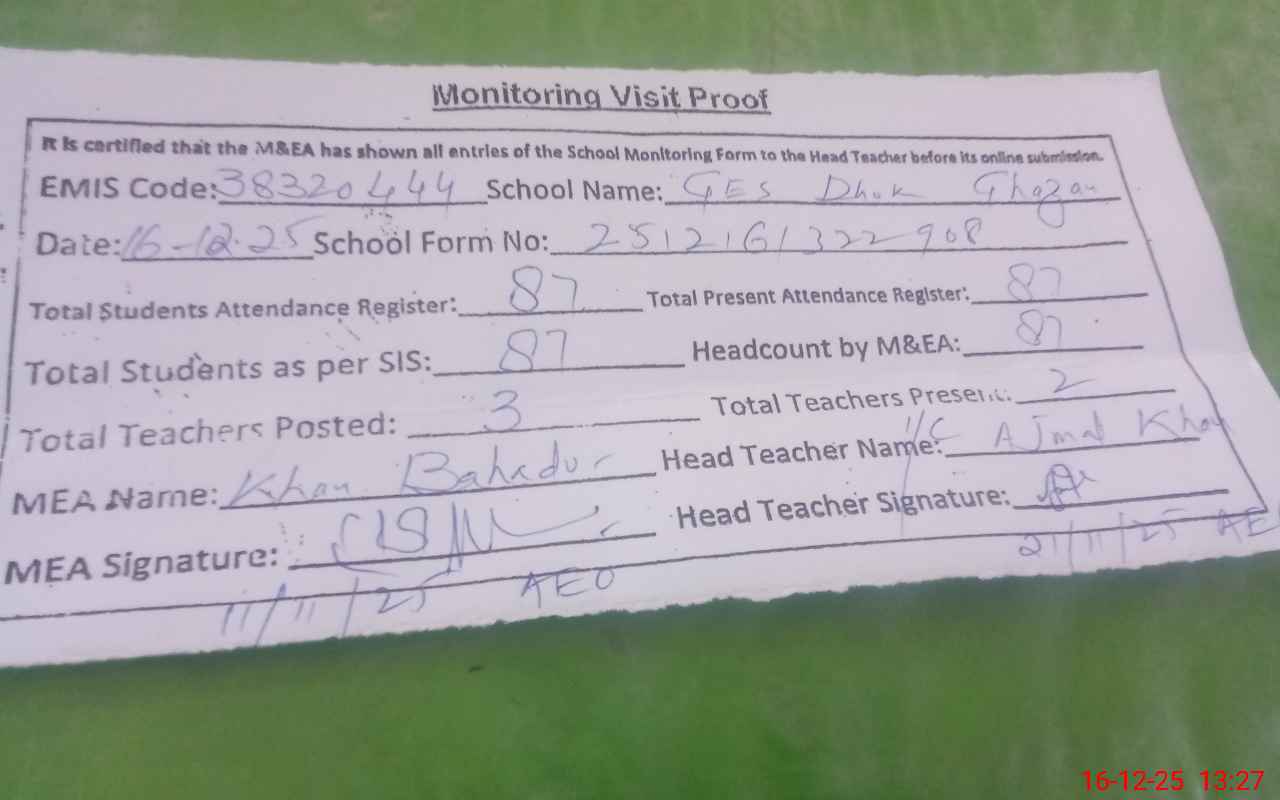 Monitoring Visit Proof
It is certified that the M&EA has shown all entries of the School Monitoring Form to the Head Teacher before its online submission.
EMIS Code: 38320444 School Name: GES Dhok Ghazan
Date: 16-12-25 School Form No: 2512161322908
Total Students Attendance Register: 87 Total Present Attendance Register: 87
Total Students as per SIS: 87 Headcount by M&EA: 87
Total Teachers Posted: 3 Total Teachers Present: 2
MEA Name: Khan Bahadur Head Teacher Name: I/C Ajmal Khan
MEA Signature: Head Teacher Signature:
11/11/25 AEO 21/11/25 AE
16-12-25 13:27